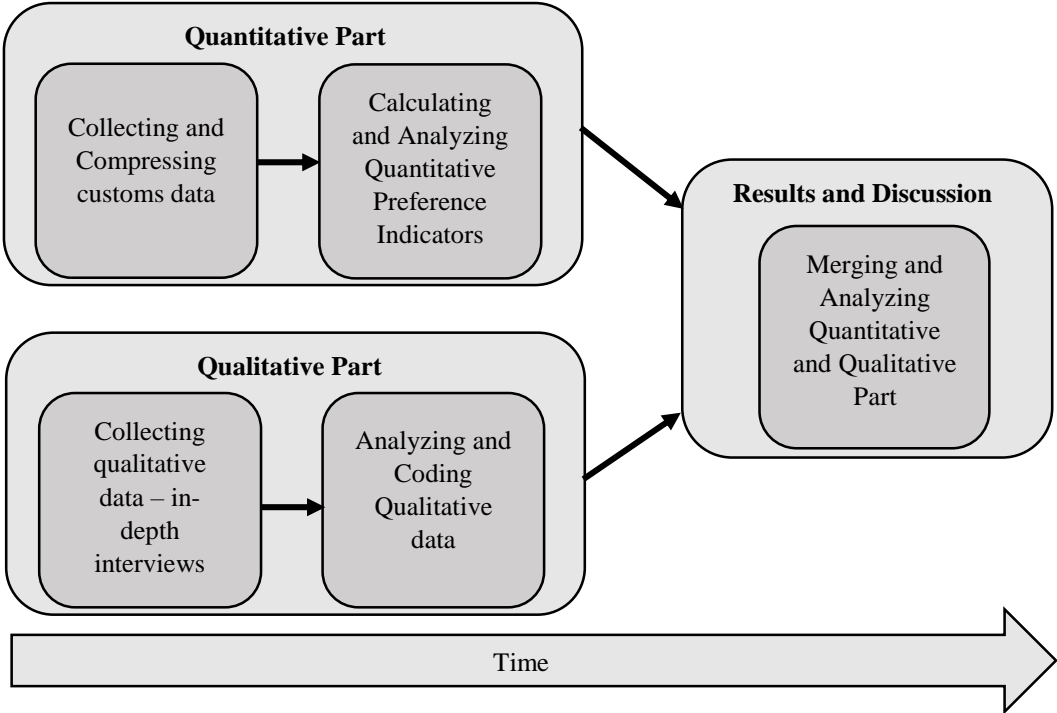 Quantitative Part
Collecting and
Compressing
customs data
Calculating
and Analyzing
Quantitative
Preference
Indicators
Results and Discussion
Merging and
Analyzing
Quantitative
and Qualitative
Part
Qualitative Part
Collecting
qualitative
data – in-
depth
interviews
Analyzing and
Coding
Qualitative
data
Time